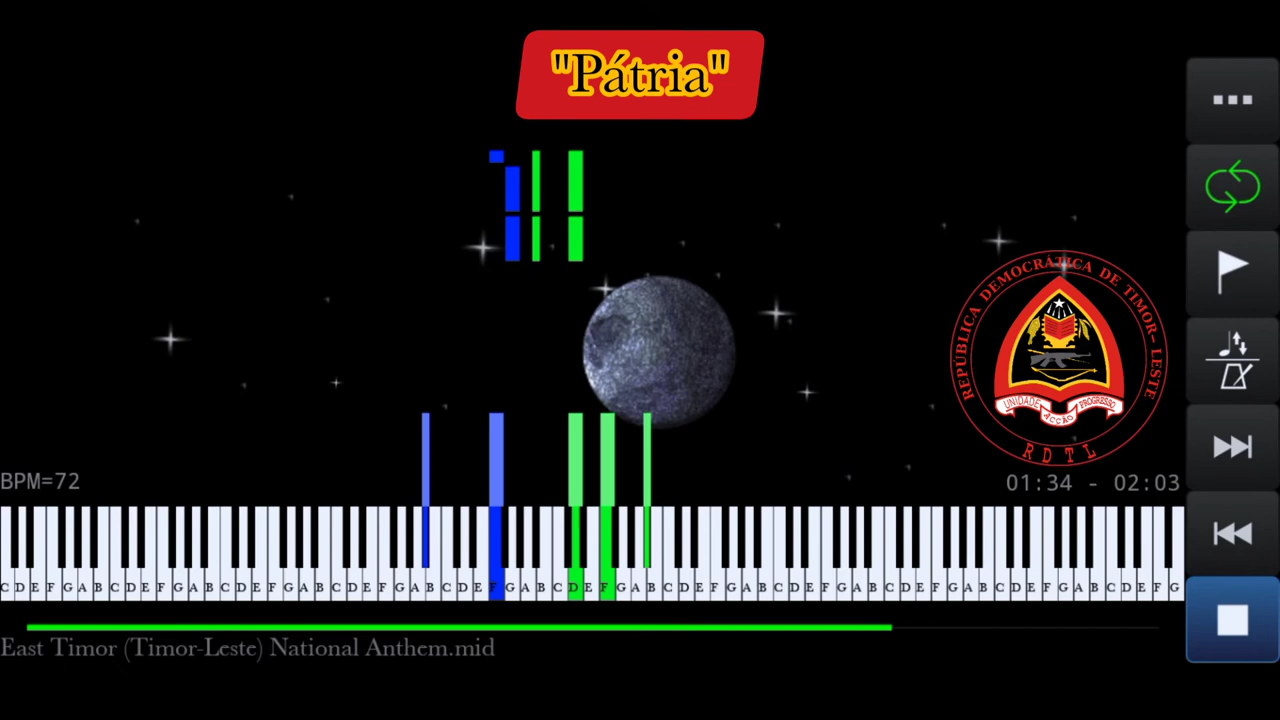 "Pátria"
REPÚBLICA DEMOCRÁTICA DE TIMOR-LESTE
UNIDADE
ACÇÃO
PROGRESSO
RDTL
BPM=72
01:34 - 02:03
C D E F G A B C D E F G A B C D E F G A B C D E F G A B C D E F G A B C D E F G A B C D E F G A B C D E F G A B C D E F G A B C D E F G A B C D E F G
East Timor (Timor-Leste) National Anthem.mid